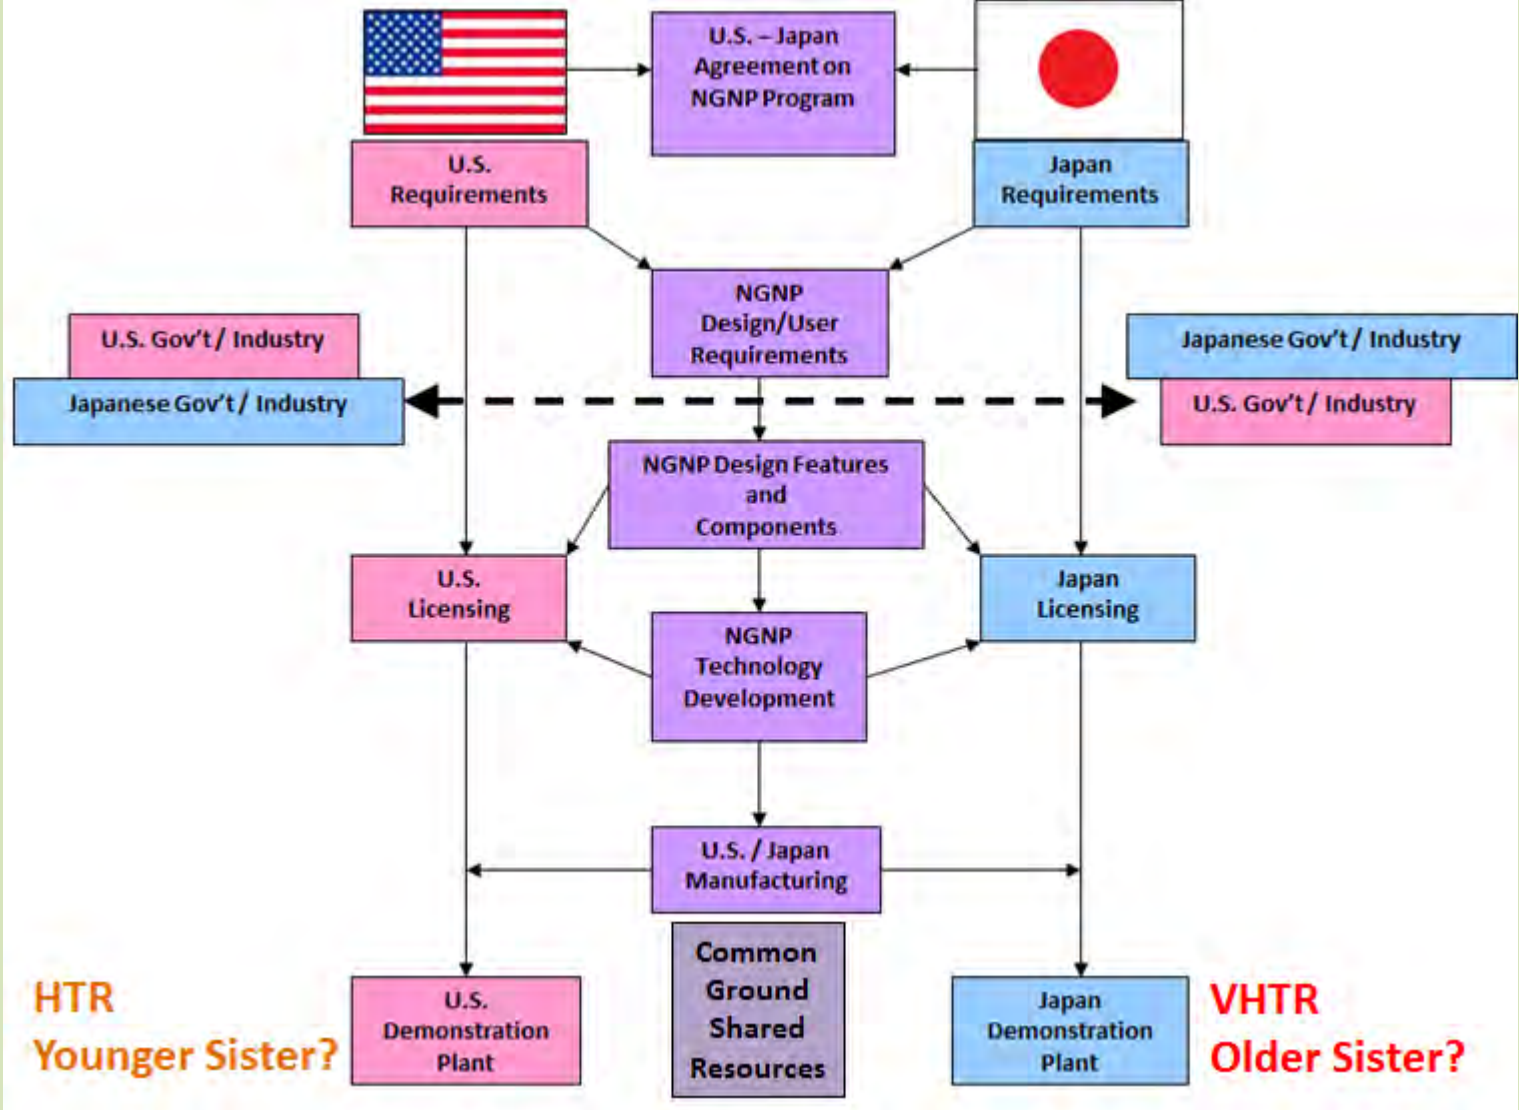 U.S. – Japan
Agreement on
NGNP Program
U.S.
Requirements
Japan
Requirements
NGNP
Design/User
Requirements
U.S. Gov't / Industry
Japanese Gov't / Industry
Japanese Gov't / Industry
U.S. Gov't / Industry
NGNP Design Features
and
Components
U.S.
Licensing
Japan
Licensing
NGNP
Technology
Development
U.S. / Japan
Manufacturing
Common
Ground
Shared
Resources
HTR
Younger Sister?
U.S.
Demonstration
Plant
Japan
Demonstration
Plant
VHTR
Older Sister?